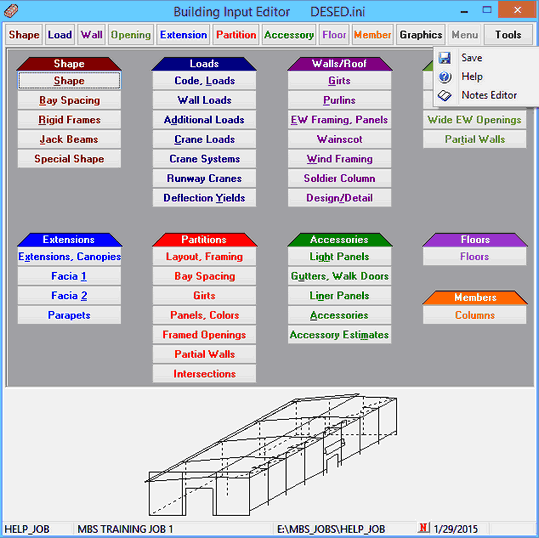 Building Input Editor DESED.ini
Shape Load Wall Opening Extension Partition Accessory Floor Member Graphics Menu Tools
Save
Help
Notes Editor
Shape
Shape
Bay Spacing
Rigid Frames
Jack Beams
Special Shape
Loads
Code, Loads
Wall Loads
Additional Loads
Crane Loads
Crane Systems
Runway Cranes
Deflection Yields
Walls/Roof
Girts
Purlins
EW Framing, Panels
Wainscot
Wind Framing
Soldier Column
Design/Detail
Wide EW Openings
Partial Walls
Extensions
Extensions, Canopies
Facia 1
Facia 2
Parapets
Partitions
Layout, Framing
Bay Spacing
Girts
Panels, Colors
Framed Openings
Partial Walls
Intersections
Accessories
Light Panels
Gutters, Walk Doors
Liner Panels
Accessories
Accessory Estimates
Floors
Floors
Members
Columns
HELP_JOB MBS TRAINING JOB 1 E:\MBS_JOBS\HELP_JOB N 1/29/2015